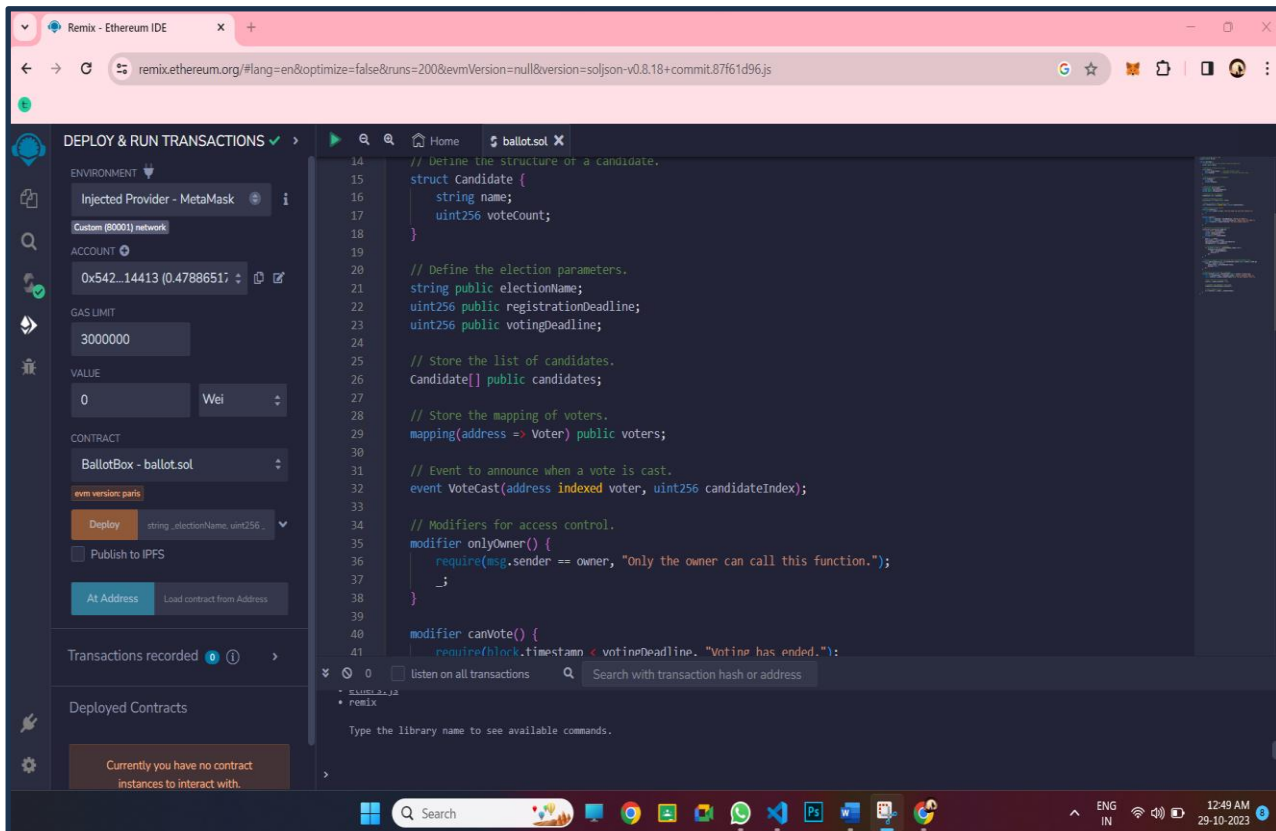 Remix - Ethereum IDE
remix.ethereum.org/#lang=en&optimize=false&runs=200&evmVersion=null&version=soljson-v0.8.18+commit.87f61d96.js
DEPLOY & RUN TRANSACTIONS
ENVIRONMENT
Injected Provider - MetaMask
Custom (80001) network
ACCOUNT
0x542...14413 (0.47886517
GAS LIMIT
3000000
VALUE
0 Wei
CONTRACT
BallotBox - ballot.sol
evm version: paris
Deploy string _electionName, uint256 _
Publish to IPFS
At Address Load contract from Address
Transactions recorded 0 i
Deployed Contracts
Currently you have no contract
instances to interact with.
Home ballot.sol
14 // Define the structure of a candidate.
15 struct Candidate {
16 string name;
17 uint256 voteCount;
18 }
19
20 // Define the election parameters.
21 string public electionName;
22 uint256 public registrationDeadline;
23 uint256 public votingDeadline;
24
25 // Store the list of candidates.
26 Candidate[] public candidates;
27
28 // Store the mapping of voters.
29 mapping(address => Voter) public voters;
30
31 // Event to announce when a vote is cast.
32 event VoteCast(address indexed voter, uint256 candidateIndex);
33
34 // Modifiers for access control.
35 modifier onlyOwner() {
36 require(msg.sender == owner, "Only the owner can call this function.");
37 _;
38 }
39
40 modifier canVote() {
41 require(block.timestamp < votingDeadline, "Voting has ended.");
0 listen on all transactions Search with transaction hash or address
• ethers.js
• remix
Type the library name to see available commands.
>
Search
ENG
IN
12:49 AM
29-10-2023
8